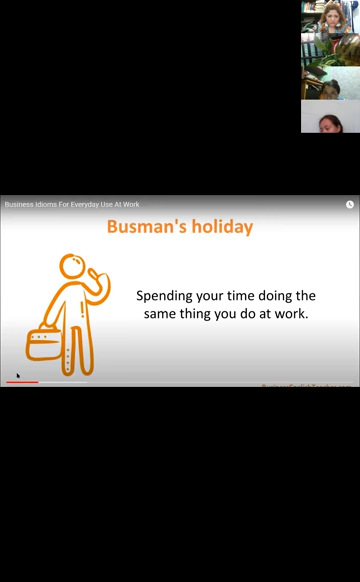 Business Idioms For Everyday Use At Work
Busman's holiday
Spending your time doing the
same thing you do at work.